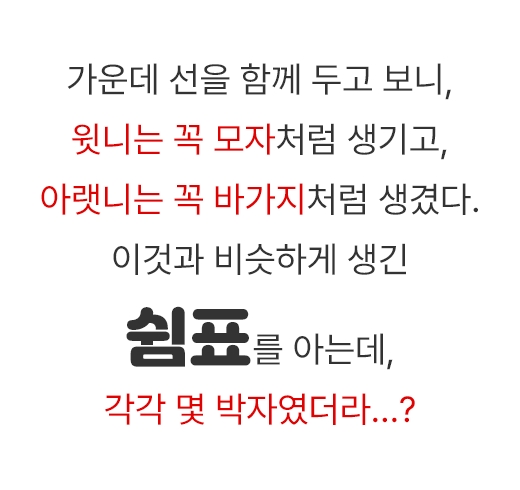 가운데 선을 함께 두고 보니,
윗니는 꼭 모자처럼 생기고,
아랫니는 꼭 바가지처럼 생겼다.
이것과 비슷하게 생긴
쉼표를 아는데,
각각 몇 박자였더라...?